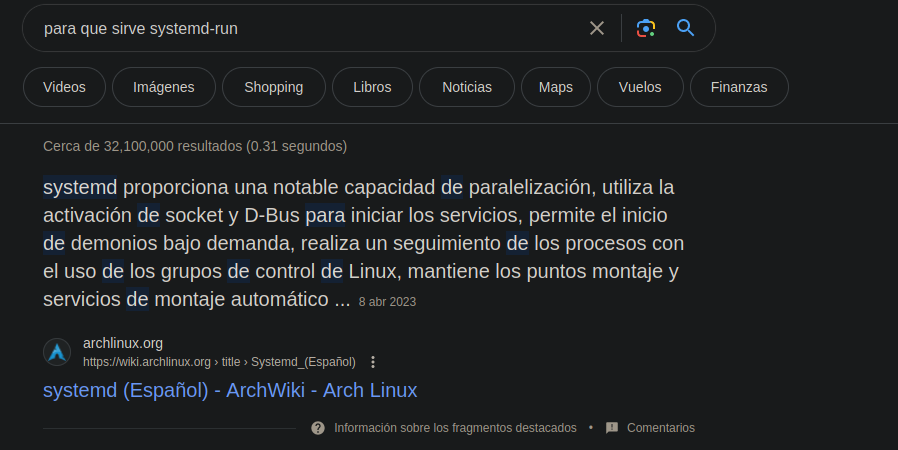 para que sirve systemd-run
Videos
Imágenes
Shopping
Libros
Noticias
Maps
Vuelos
Finanzas
Cerca de 32,100,000 resultados (0.31 segundos)
systemd proporciona una notable capacidad de paralelización, utiliza la
activación de socket y D-Bus para iniciar los servicios, permite el inicio
de demonios bajo demanda, realiza un seguimiento de los procesos con
el uso de los grupos de control de Linux, mantiene los puntos montaje y
servicios de montaje automático ... 8 abr 2023
archlinux.org
https://wiki.archlinux.org › title › Systemd_(Español)
systemd (Español) - ArchWiki - Arch Linux
Información sobre los fragmentos destacados • Comentarios